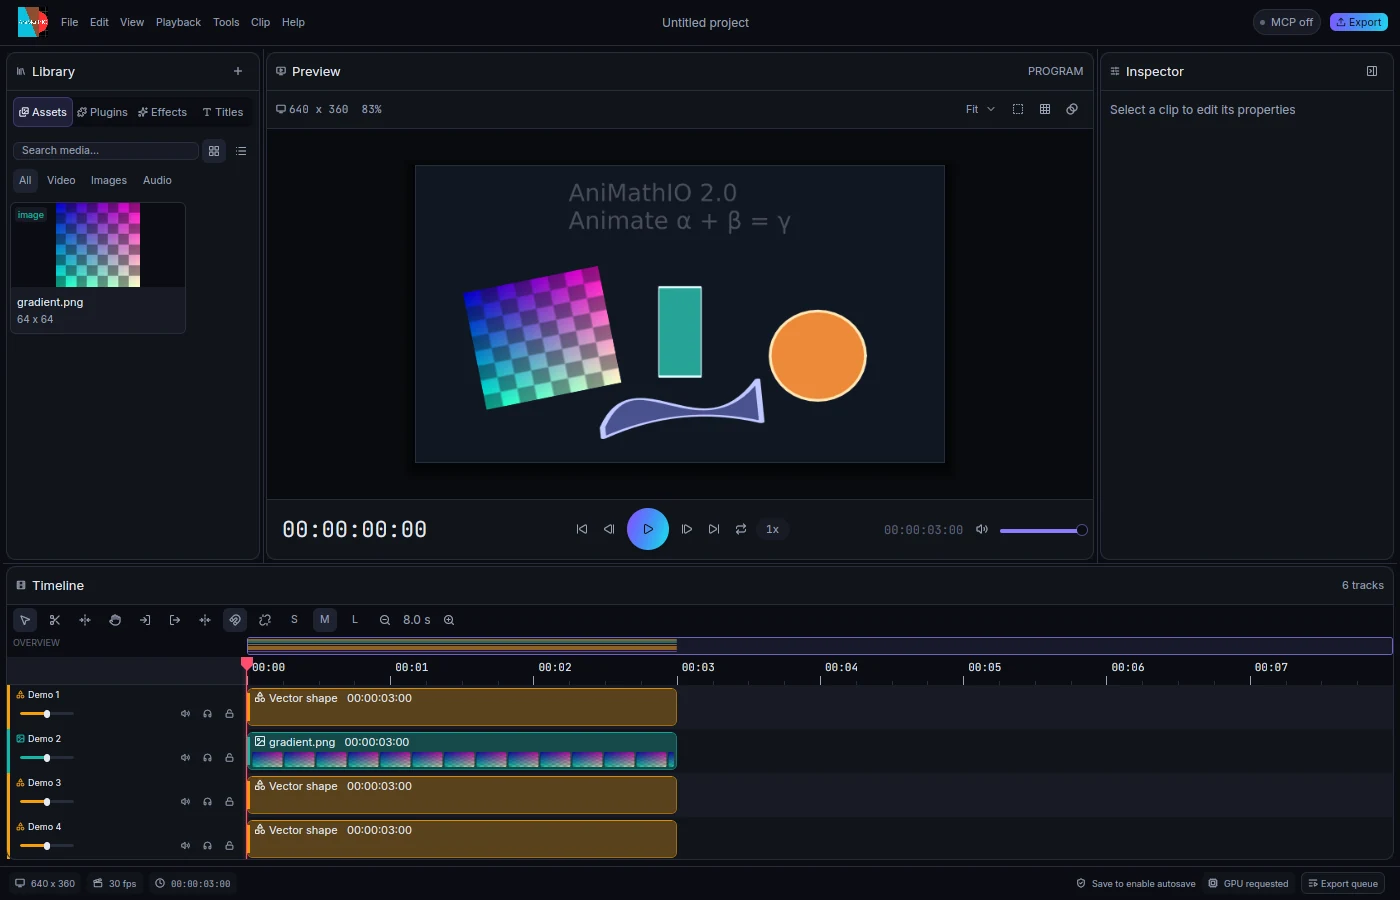 File Edit View Playback Tools Clip Help
Untitled project
MCP off
Export
Library
Assets Plugins Effects Titles
Search media...
All Video Images Audio
image
gradient.png
64 x 64
Preview
PROGRAM
640 x 360 83%
Fit
AniMathIO 2.0
Animate α + β = γ
00:00:00:00
1x
00:00:03:00
Inspector
Select a clip to edit its properties
Timeline
6 tracks
S M L 8.0 s
OVERVIEW
00:00 00:01 00:02 00:03 00:04 00:05 00:06 00:07
Demo 1
Vector shape 00:00:03:00
Demo 2
gradient.png 00:00:03:00
Demo 3
Vector shape 00:00:03:00
Demo 4
Vector shape 00:00:03:00
640 x 360 30 fps 00:00:03:00
Save to enable autosave GPU requested Export queue